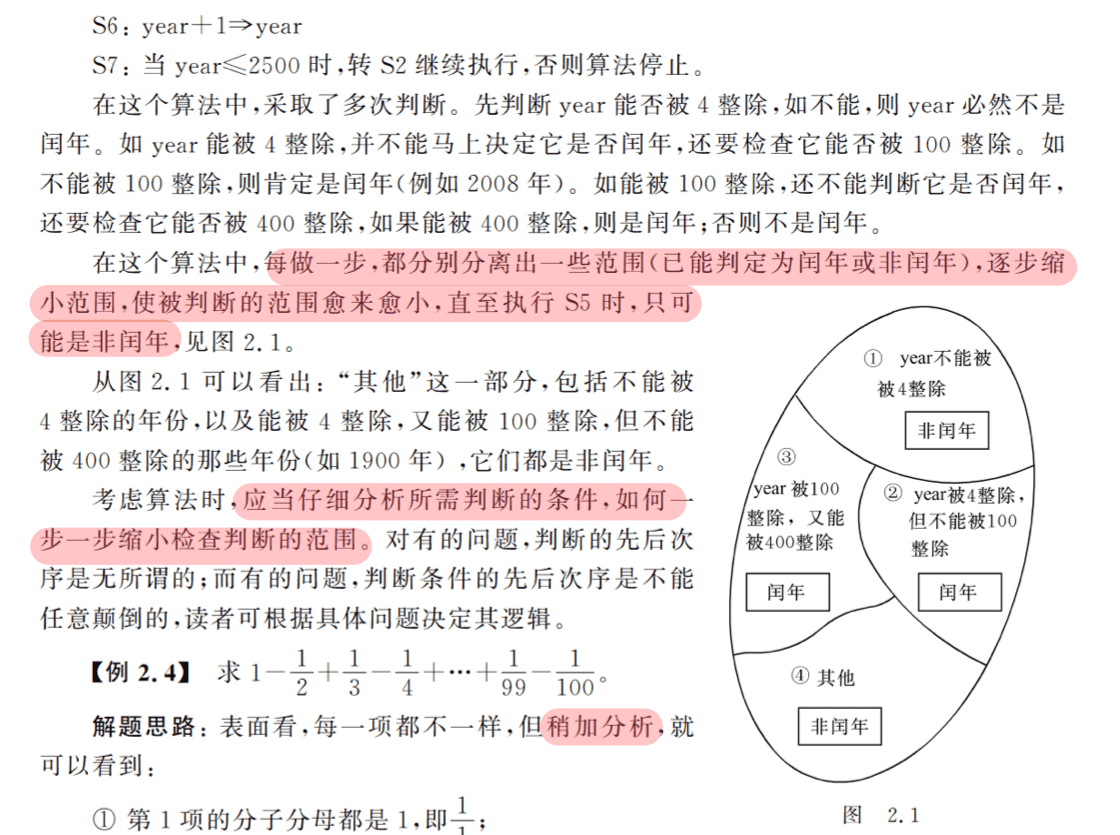 S6：year＋1⇒year
S7：当 year≤2500 时，转 S2 继续执行，否则算法停止。
在这个算法中，采取了多次判断。先判断 year 能否被 4 整除，如不能，则 year 必然不是
闰年。如 year 能被 4 整除，并不能马上决定它是否闰年，还要检查它能否被 100 整除。如
不能被 100 整除，则肯定是闰年(例如 2008 年)。如能被 100 整除，还不能判断它是否闰年，
还要检查它能否被 400 整除，如果能被 400 整除，则是闰年；否则不是闰年。
在这个算法中，每做一步，都分别分离出一些范围(已能判定为闰年或非闰年)，逐步缩
小范围，使被判断的范围愈来愈小，直至执行 S5 时，只可
能是非闰年，见图 2.1。
从图 2.1 可以看出：“其他”这一部分，包括不能被
4 整除的年份，以及能被 4 整除，又能被 100 整除，但不能
被 400 整除的那些年份(如 1900 年)，它们都是非闰年。
考虑算法时，应当仔细分析所需判断的条件，如何一
步一步缩小检查判断的范围。对有的问题，判断的先后次
序是无所谓的；而有的问题，判断条件的先后次序是不能
任意颠倒的，读者可根据具体问题决定其逻辑。
【例 2.4】 求 1－1/2＋1/3－1/4＋…＋1/99－1/100。
解题思路：表面看，每一项都不一样，但稍加分析，就
可以看到：
① 第 1 项的分子分母都是 1，即1/1；
① year不能被
被4整除
非闰年
③
year 被100
整除，又能
被400整除
闰年
② year被4整除，
但不能被100
整除
闰年
④ 其他
非闰年
图 2.1